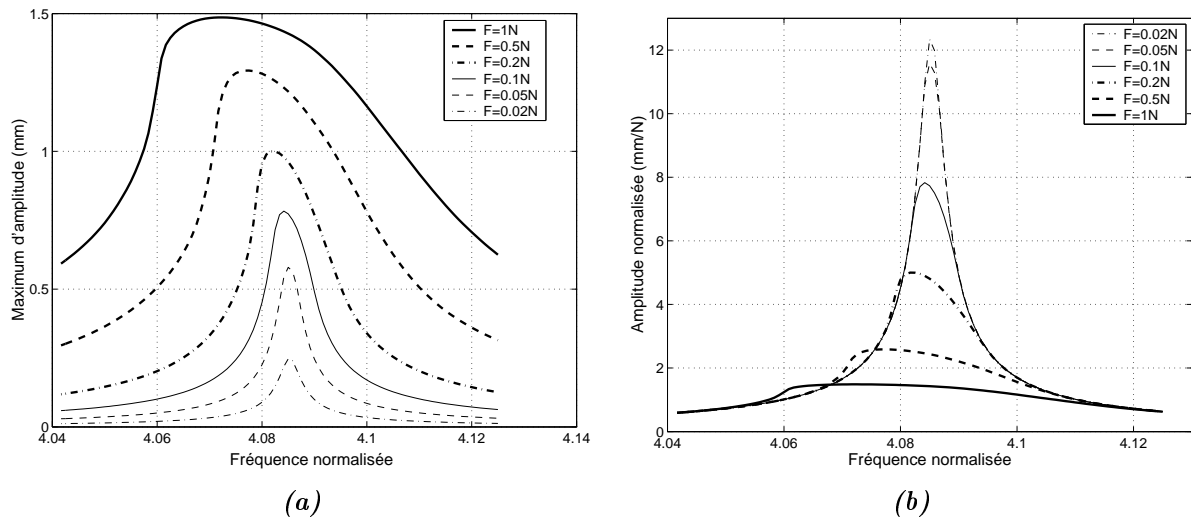 1.5
1
0.5
0
4.04
4.06
4.08
4.1
4.12
4.14
Maximum d'amplitude (mm)
Fréquence normalisée
F=1N
F=0.5N
F=0.2N
F=0.1N
F=0.05N
F=0.02N
(a)
12
10
8
6
4
2
0
4.04
4.06
4.08
4.1
4.12
Amplitude normalisée (mm/N)
Fréquence normalisée
F=0.02N
F=0.05N
F=0.1N
F=0.2N
F=0.5N
F=1N
(b)